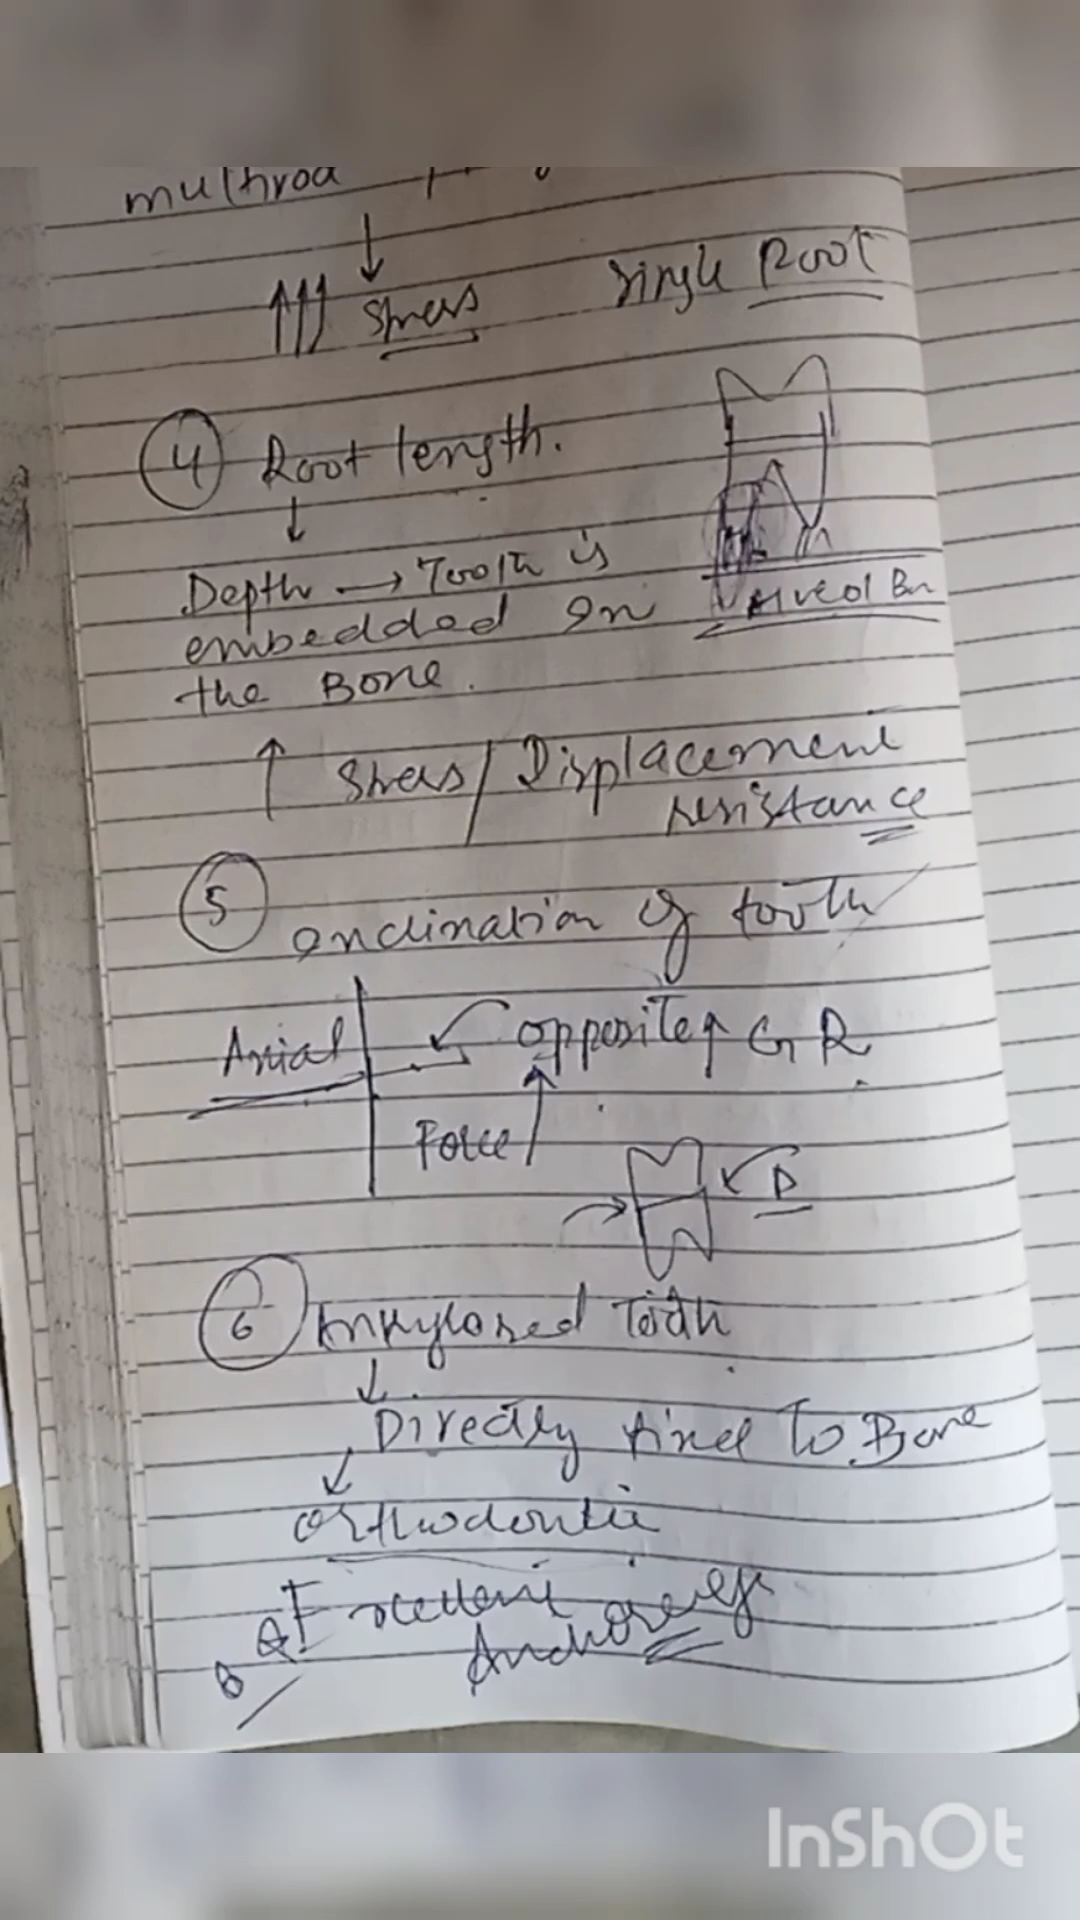 ↓
↑↑↑ Stress single Root
④ Root length.
↓
Depth → Tooth is
embedded In
Alveol Bn
the Bone.
↑ Stress/Displacement
resistance
⑤ Inclination of tooth
Axial opposite GR
Force
⑥ Ankylosed Tooth
↓
Directly fixed to Bone
↓
Orthodontic
Excellent
Anchorage
InShOt